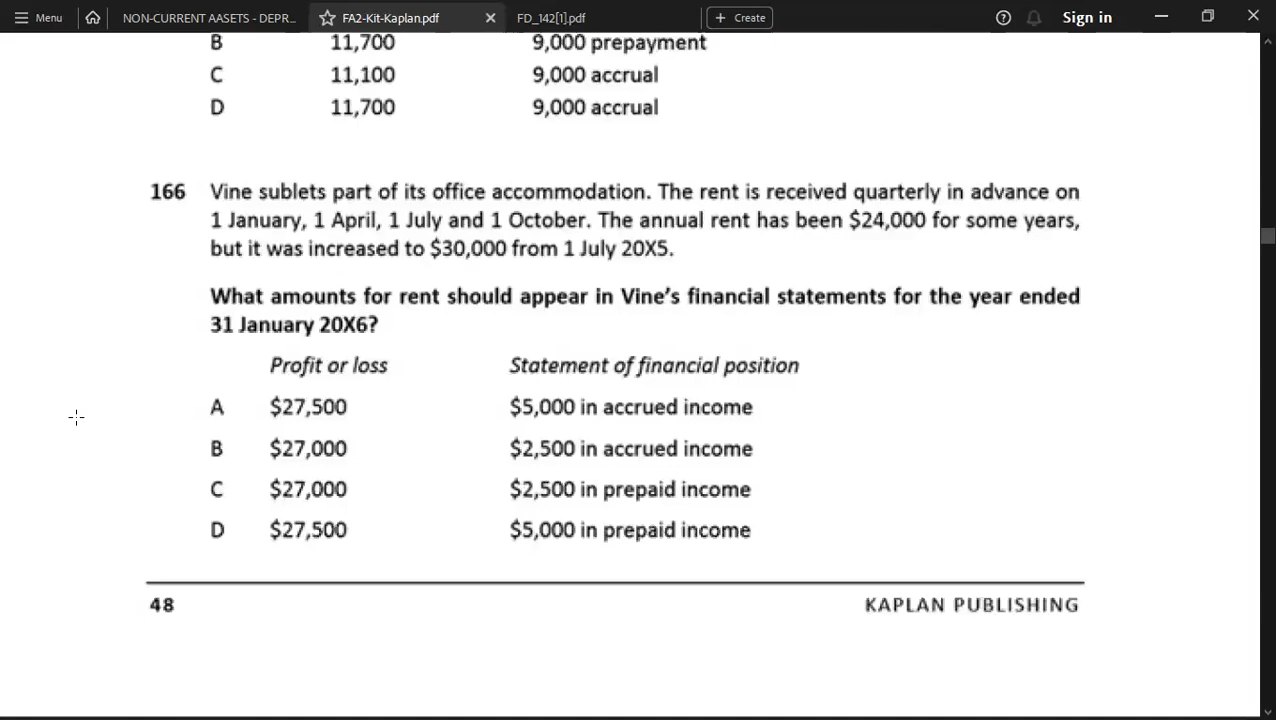 Menu NON-CURRENT AASETS - DEPR... FA2-Kit-Kaplan.pdf FD_142[1].pdf Create Sign in
B 11,700 9,000 prepayment
C 11,100 9,000 accrual
D 11,700 9,000 accrual
166 Vine sublets part of its office accommodation. The rent is received quarterly in advance on
1 January, 1 April, 1 July and 1 October. The annual rent has been $24,000 for some years,
but it was increased to $30,000 from 1 July 20X5.
What amounts for rent should appear in Vine's financial statements for the year ended
31 January 20X6?
Profit or loss Statement of financial position
A $27,500 $5,000 in accrued income
B $27,000 $2,500 in accrued income
C $27,000 $2,500 in prepaid income
D $27,500 $5,000 in prepaid income
48 KAPLAN PUBLISHING